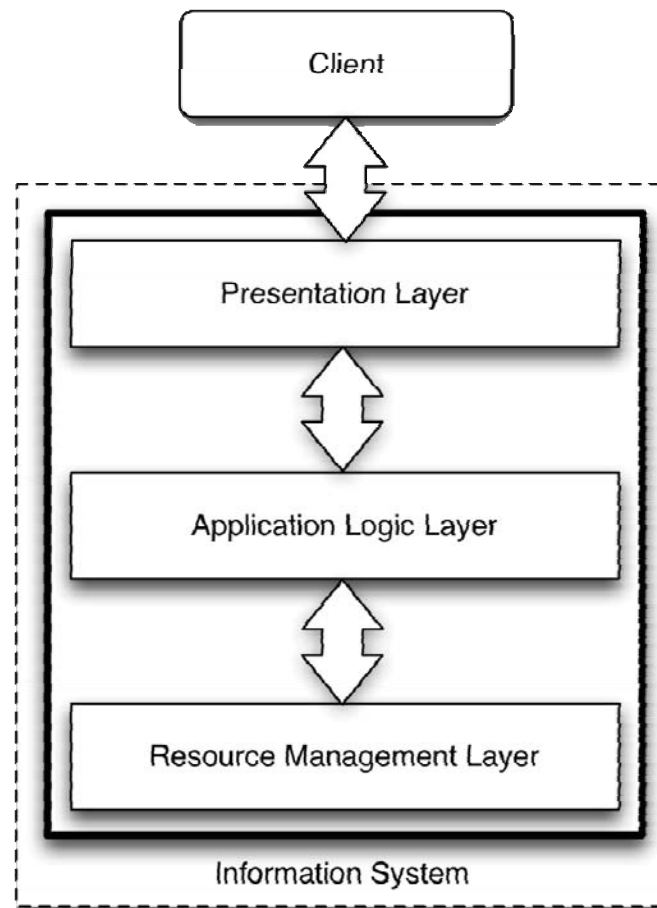 Client
Presentation Layer
Application Logic Layer
Resource Management Layer
Information System